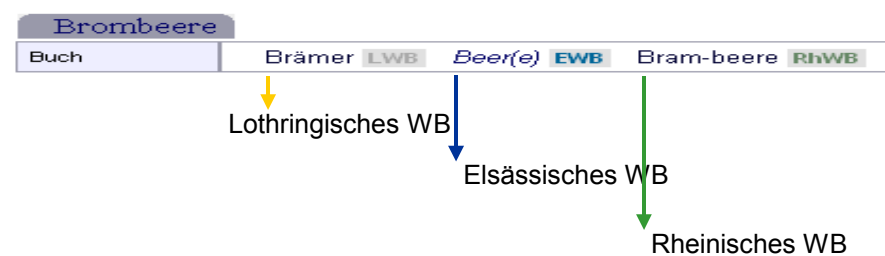 Brombeere
Buch Brämer LWB Beer(e) EWB Bram-beere RhWB
Lothringisches WB
Elsässisches WB
Rheinisches WB